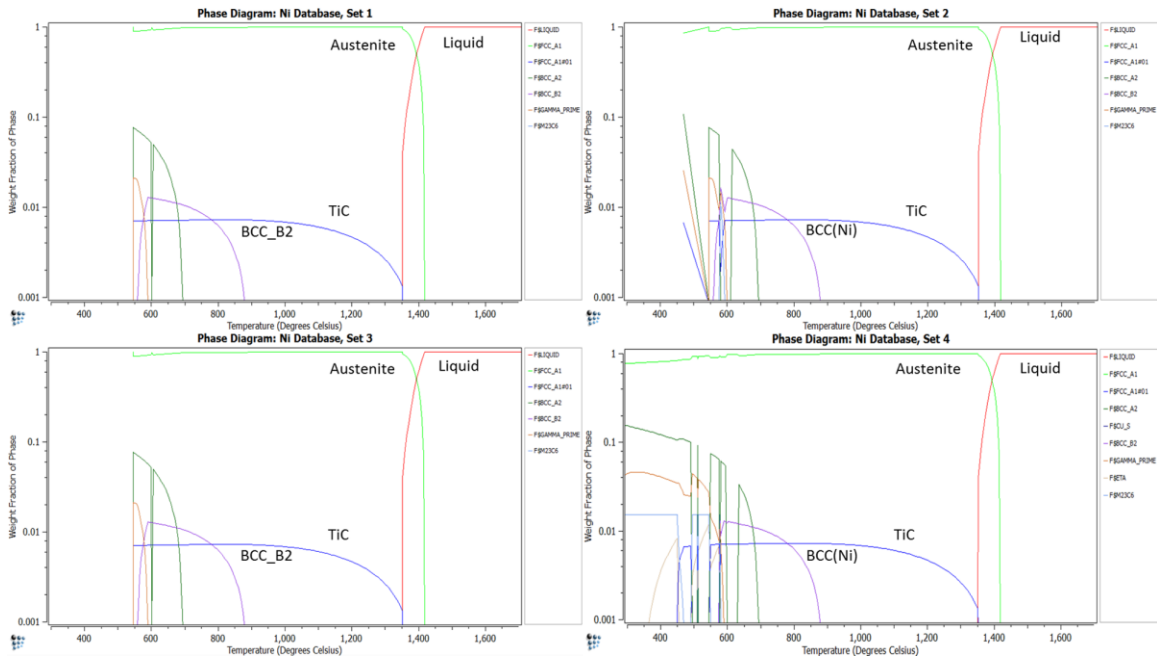 Phase Diagram: Ni Database, Set 1
Weight Fraction of Phase
1
0.1
0.01
0.001
Austenite
Liquid
TiC
BCC_B2
400
600
800
1,000
1,200
1,400
1,600
Temperature (Degrees Celsius)
F$LIQUID
F$FCC_A1
F$FCC_A1#01
F$BCC_A2
F$BCC_B2
F$GAMMA_PRIME
F$M23C6
Phase Diagram: Ni Database, Set 2
Weight Fraction of Phase
1
0.1
0.01
0.001
Austenite
Liquid
TiC
BCC(Ni)
400
600
800
1,000
1,200
1,400
1,600
Temperature (Degrees Celsius)
F$LIQUID
F$FCC_A1
F$FCC_A1#01
F$BCC_A2
F$BCC_B2
F$GAMMA_PRIME
F$M23C6
Phase Diagram: Ni Database, Set 3
Weight Fraction of Phase
1
0.1
0.01
0.001
Austenite
Liquid
TiC
BCC_B2
400
600
800
1,000
1,200
1,400
1,600
Temperature (Degrees Celsius)
F$LIQUID
F$FCC_A1
F$FCC_A1#01
F$BCC_A2
F$BCC_B2
F$GAMMA_PRIME
F$M23C6
Phase Diagram: Ni Database, Set 4
Weight Fraction of Phase
1
0.1
0.01
0.001
Austenite
Liquid
TiC
BCC(Ni)
400
600
800
1,000
1,200
1,400
1,600
Temperature (Degrees Celsius)
F$LIQUID
F$FCC_A1
F$FCC_A1#01
F$BCC_A2
F$CU_S
F$BCC_B2
F$GAMMA_PRIME
F$ETA
F$M23C6